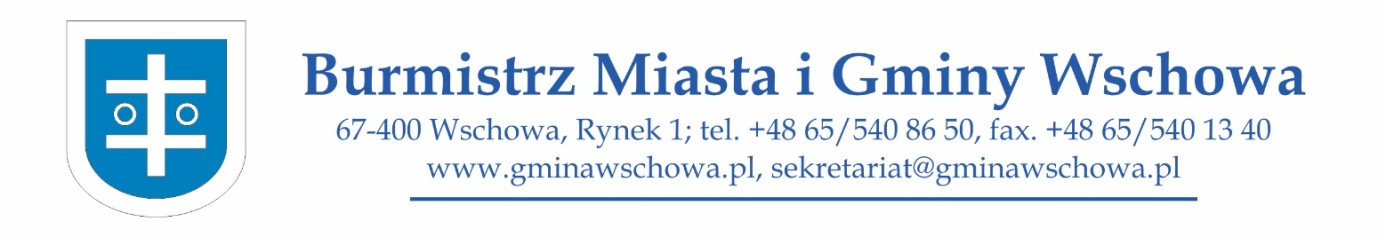 Burmistrz Miasta i Gminy Wschowa
67-400 Wschowa, Rynek 1; tel. +48 65/540 86 50, fax. +48 65/540 13 40
www.gminawschowa.pl, sekretariat@gminawschowa.pl